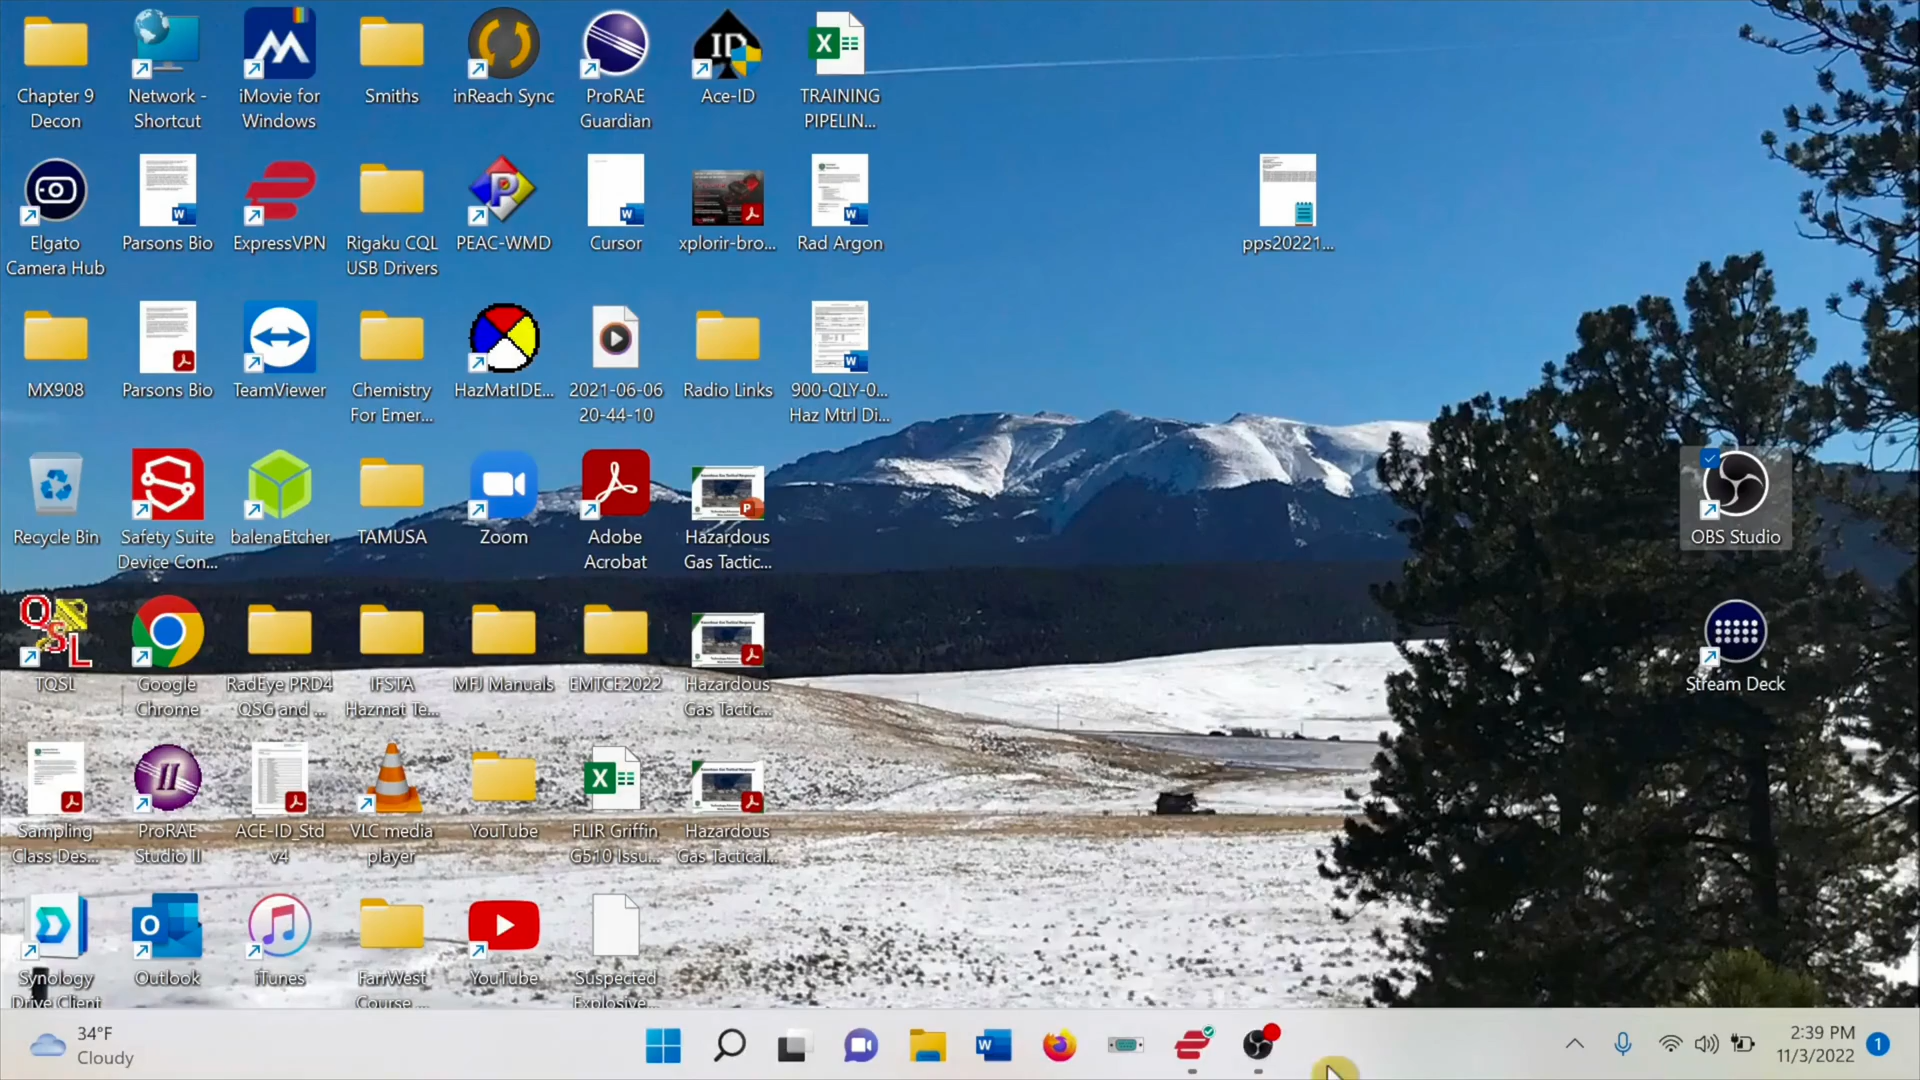 Chapter 9
Decon
Network -
Shortcut
iMovie for
Windows
Smiths
inReach Sync
ProRAE
Guardian
ID
Ace-ID
X
TRAINING
PIPELIN...
Elgato
Camera Hub
W
Parsons Bio
ExpressVPN
Rigaku CQL
USB Drivers
P
PEAC-WMD
W
Cursor
xplorir-bro...
W
Rad Argon
pps20221...
MX908
Parsons Bio
TeamViewer
Chemistry
For Emer...
HazMatIDE...
2021-06-06
20-44-10
Radio Links
W
900-QLY-0...
Haz Mtrl Di...
Recycle Bin
Safety Suite
Device Con...
balenaEtcher
TAMUSA
Zoom
Adobe
Acrobat
P
Hazardous
Gas Tactic...
OBS Studio
QSL
TQSL
Google
Chrome
RadEye PRD4
QSG and ...
IFSTA
Hazmat Te...
MFJ Manuals
EMTCE2022
Hazardous
Gas Tactic...
Stream Deck
Sampling
Class Des...
II
ProRAE
Studio II
ACE-ID_Std
v4
VLC media
player
YouTube
X
FLIR Griffin
G510 Issu...
Hazardous
Gas Tactical...
Synology
Drive Client
O
Outlook
iTunes
FarrWest
Course ...
YouTube
Suspected
Explosive...
34°F
Cloudy
W
2:39 PM
11/3/2022
1